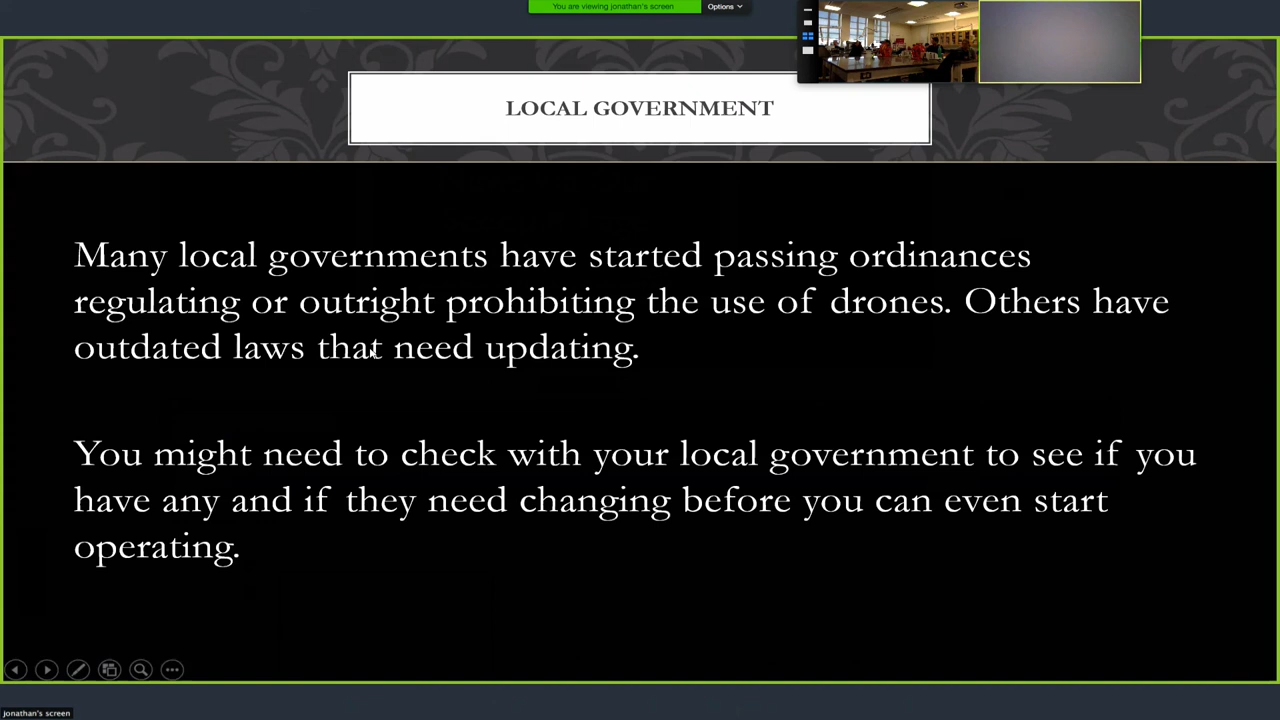 You are viewing jonathan's screen
Options
LOCAL GOVERNMENT
Many local governments have started passing ordinances
regulating or outright prohibiting the use of drones. Others have
outdated laws that need updating.
You might need to check with your local government to see if you
have any and if they need changing before you can even start
operating.
jonathan's screen